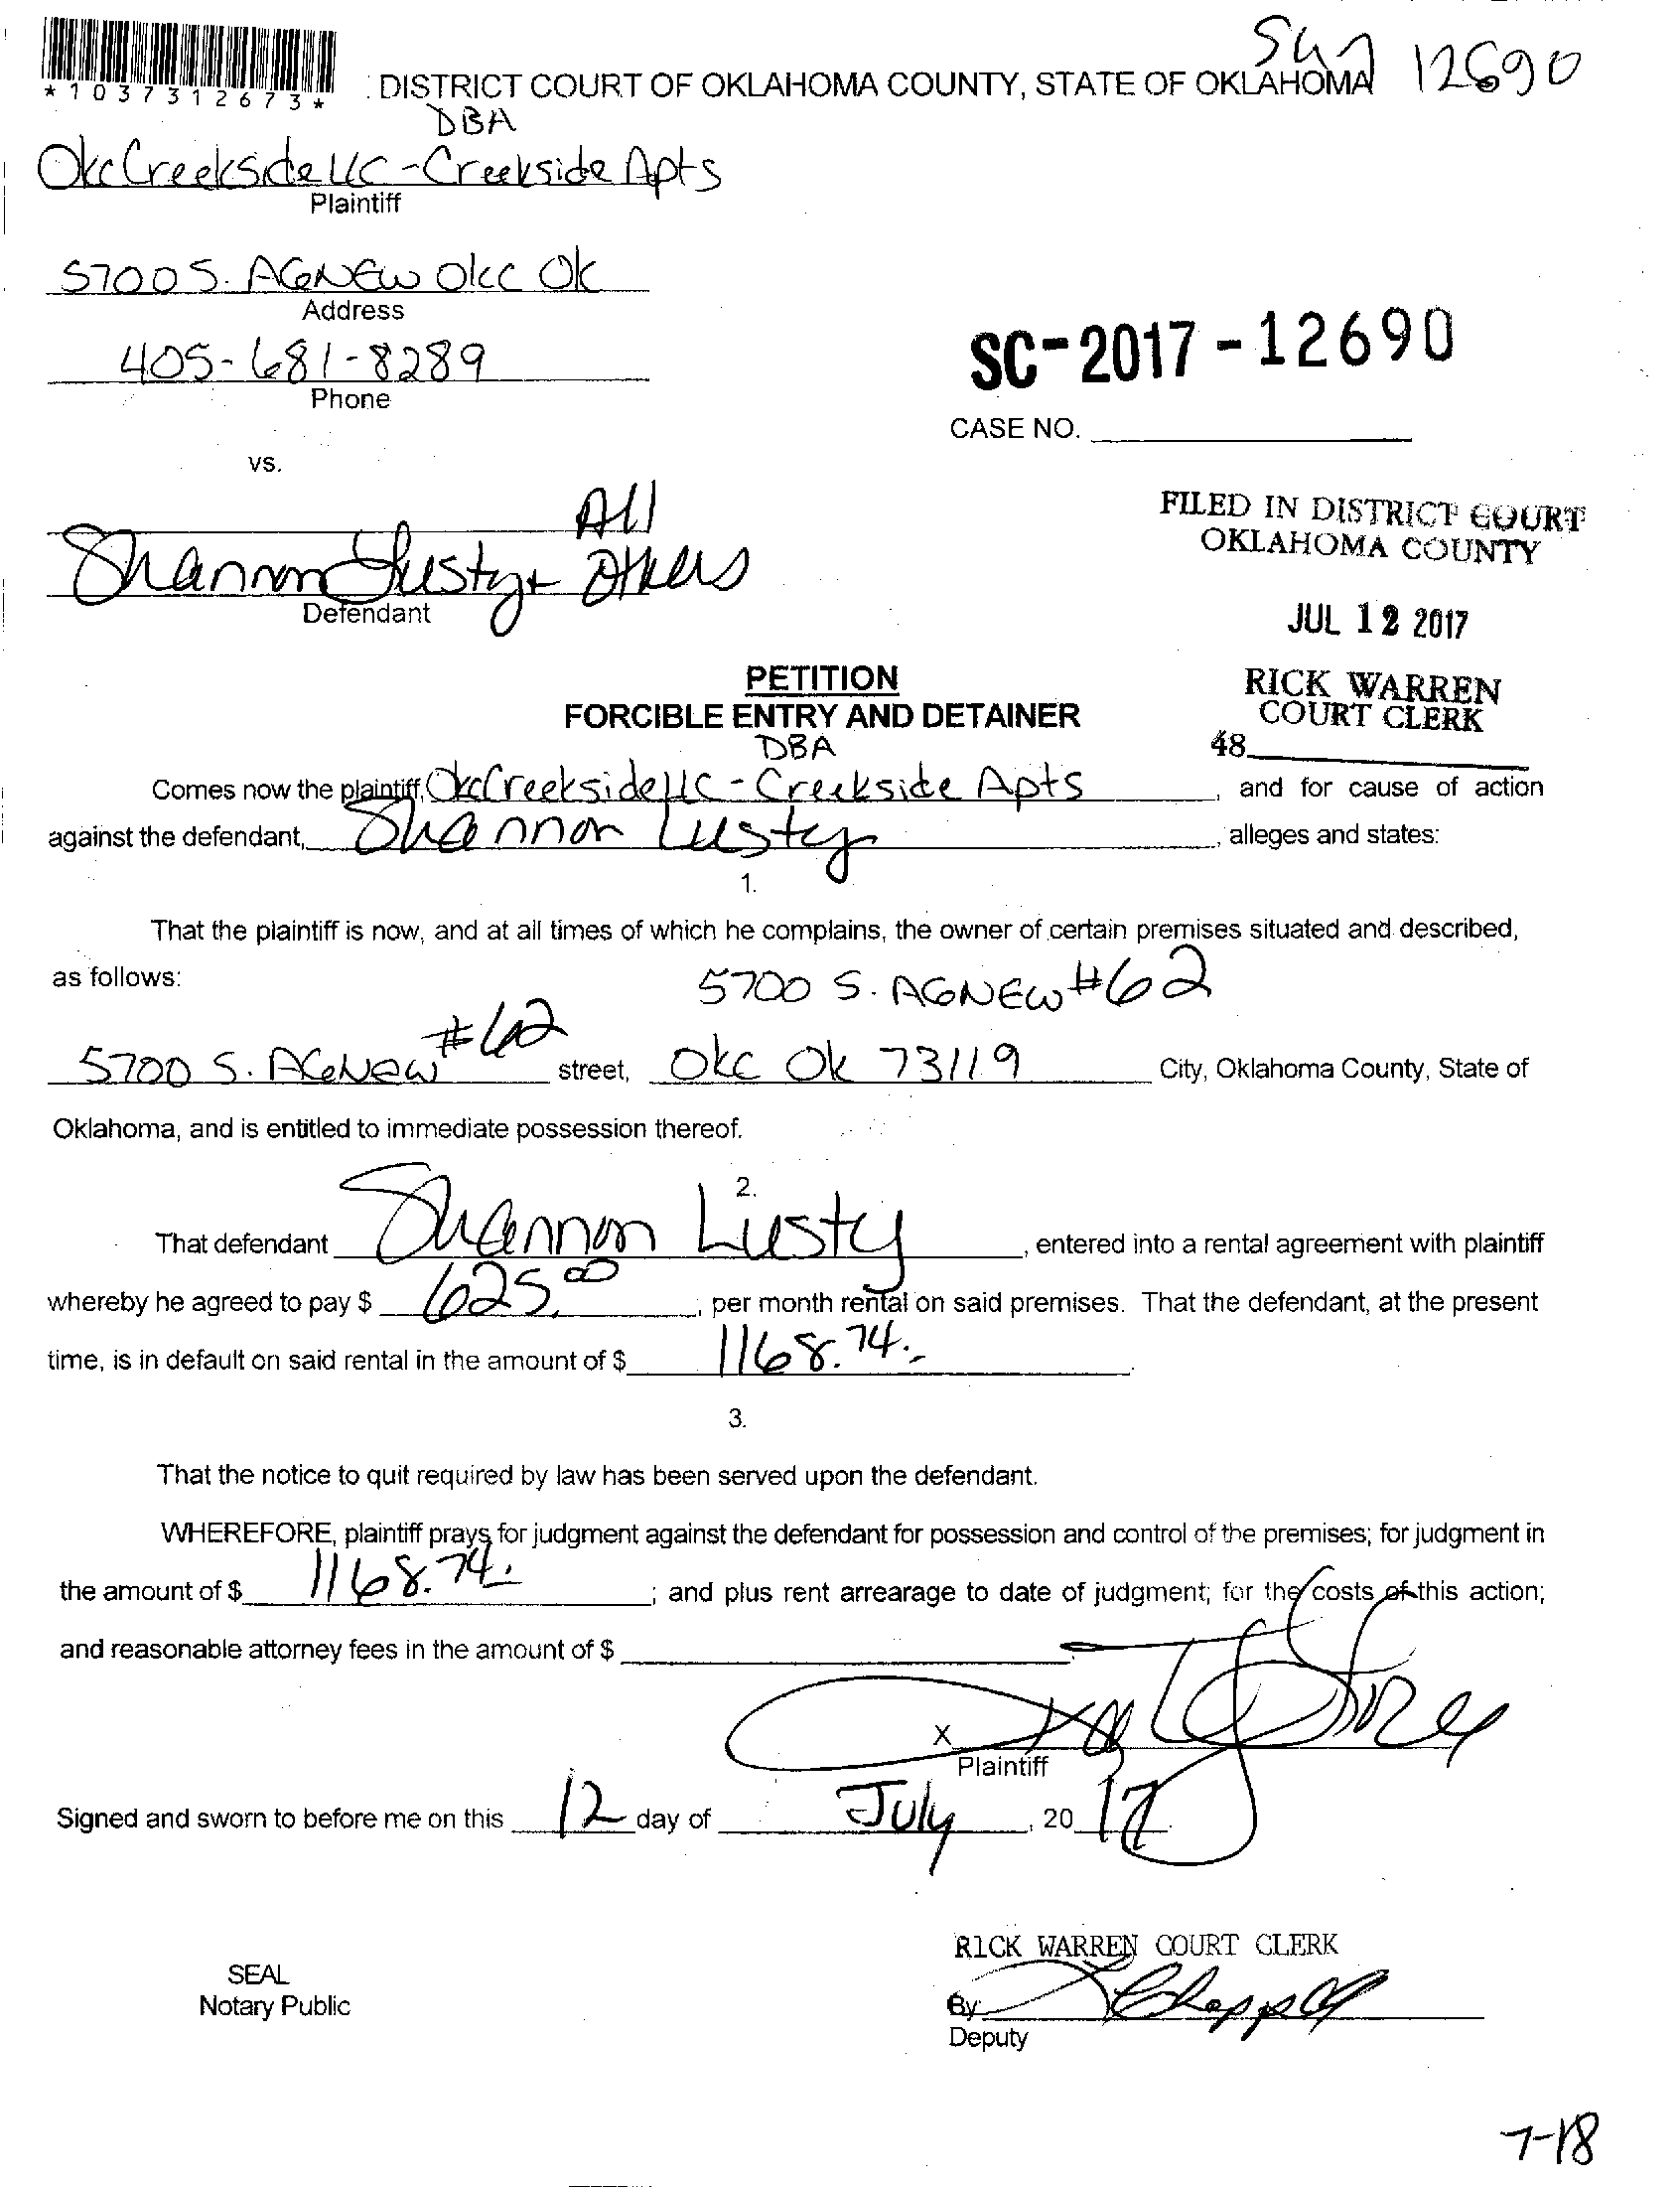 12690
*1037312673* DISTRICT COURT OF OKLAHOMA COUNTY, STATE OF OKLAHOMA
DBA
Okc Creekside LLC - Creekside Apts
Plaintiff
5700 S. AGNEW OKC OK
Address
405-681-8289
Phone
SC-2017-12690
CASE NO.
vs.
All
Shannon Lusty + Others
Defendant
FILED IN DISTRICT COURT
OKLAHOMA COUNTY
JUL 12 2017
RICK WARREN
COURT CLERK
48
PETITION
FORCIBLE ENTRY AND DETAINER
DBA
Comes now the plaintiff, Okc Creekside LLC - Creekside Apts, and for cause of action
against the defendant, Shannon Lusty, alleges and states:
1.
That the plaintiff is now, and at all times of which he complains, the owner of certain premises situated and described,
as follows: 5700 S. AGNEW #62
5700 S. AGNEW #62 street, Okc Ok 73119 City, Oklahoma County, State of
Oklahoma, and is entitled to immediate possession thereof.
2.
That defendant Shannon Lusty, entered into a rental agreement with plaintiff
whereby he agreed to pay $ 625.00, per month rental on said premises. That the defendant, at the present
time, is in default on said rental in the amount of $ 1168.74.
3.
That the notice to quit required by law has been served upon the defendant.
WHEREFORE, plaintiff prays for judgment against the defendant for possession and control of the premises; for judgment in
the amount of $ 1168.74; and plus rent arrearage to date of judgment; for the costs of this action;
and reasonable attorney fees in the amount of $
X
Plaintiff
Signed and sworn to before me on this 12 day of July, 20 17.
RICK WARREN COURT CLERK
SEAL
Notary Public
By
Deputy
7-18